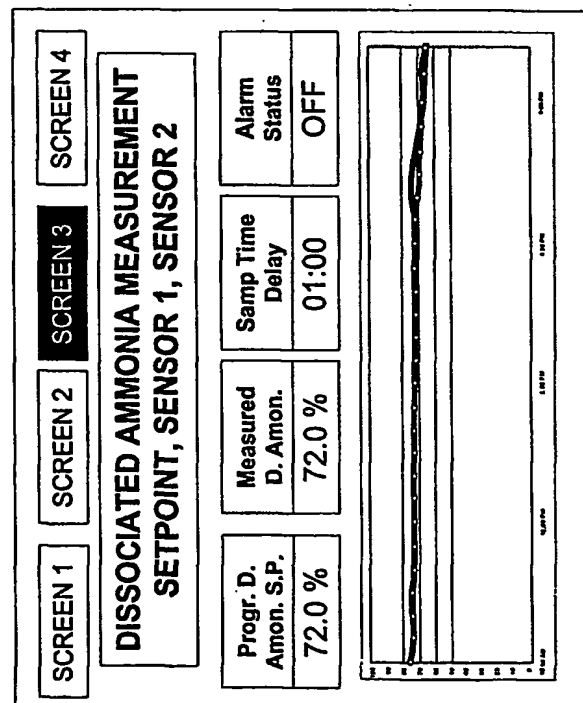 SCREEN 1
SCREEN 2
SCREEN 3
SCREEN 4
DISSOCIATED AMMONIA MEASUREMENT
SETPOINT, SENSOR 1, SENSOR 2
Progr. D.
Amon. S.P.
72.0 %
Measured
D. Amon.
72.0 %
Samp Time
Delay
01:00
Alarm
Status
OFF